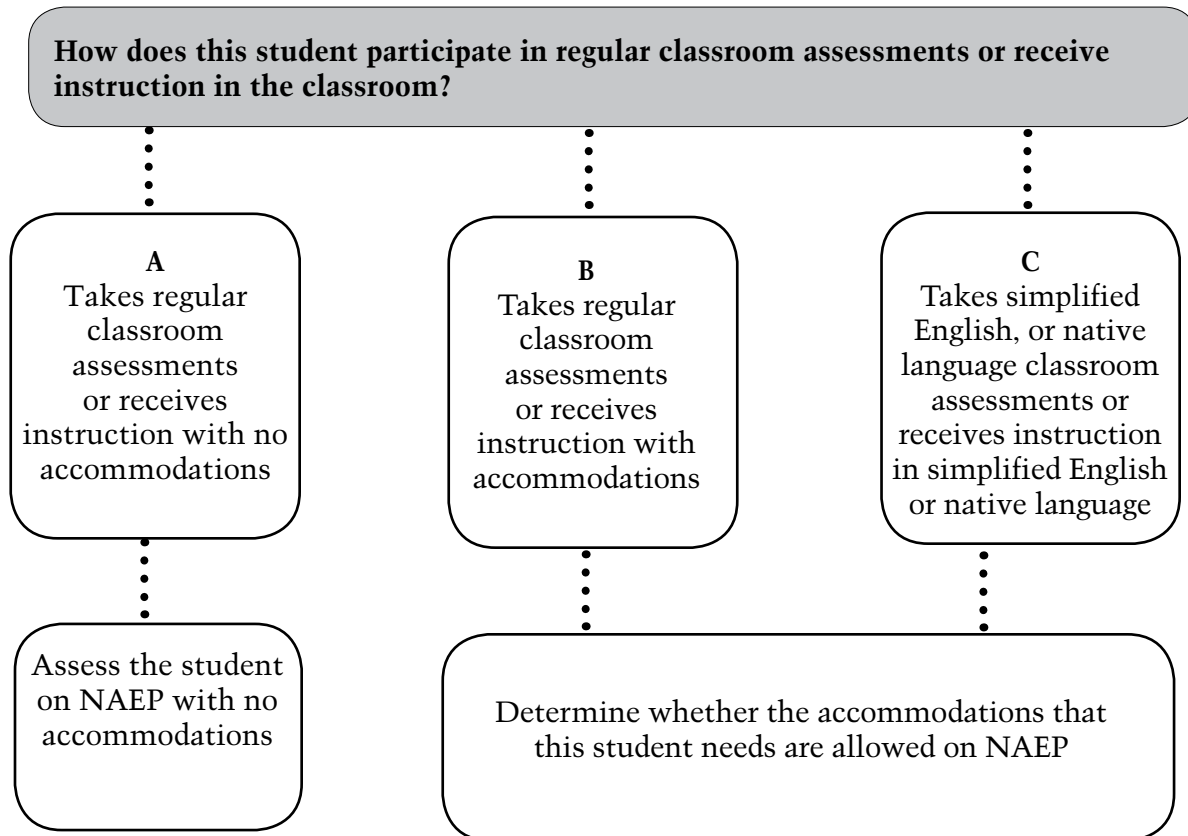 How does this student participate in regular classroom assessments or receive
instruction in the classroom?
A
Takes regular
classroom
assessments
or receives
instruction with no
accommodations
B
Takes regular
classroom
assessments
or receives
instruction with
accommodations
C
Takes simplified
English, or native
language classroom
assessments or
receives instruction
in simplified English
or native language
Assess the student
on NAEP with no
accommodations
Determine whether the accommodations that
this student needs are allowed on NAEP